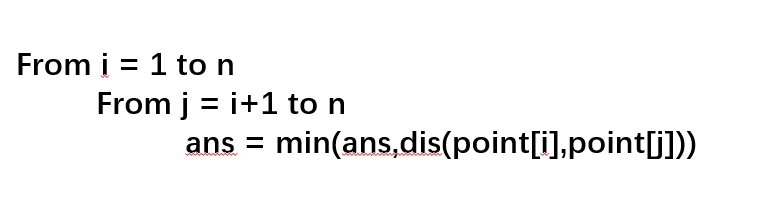 From i = 1 to n
From j = i+1 to n
ans = min(ans,dis(point[i],point[j]))